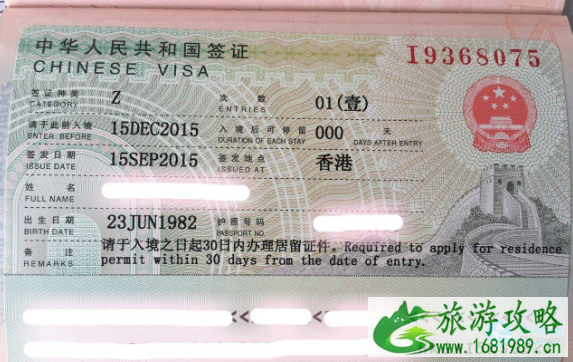 中华人民共和国签证
CHINESE VISA
I9368075
签证种类 Z 次数 01(壹)
CATEGORY ENTRIES
请于此前入境 15DEC2015 入境后可停留 000
ENTER BEFORE DURATION OF EACH STAY DAYS AFTER ENTRY
签发日期 15SEP2015 签发地点 香港
ISSUE DATE ISSUED AT
姓名
FULL NAME
出生日期 23JUN1982 护照号码
BIRTH DATE PASSPORT NO.
备注 请于入境之日起30日内办理居留证件。Required to apply for residence
REMARKS permit within 30 days from the date of entry.
<< < <
旅游攻略
www.1681989.cn